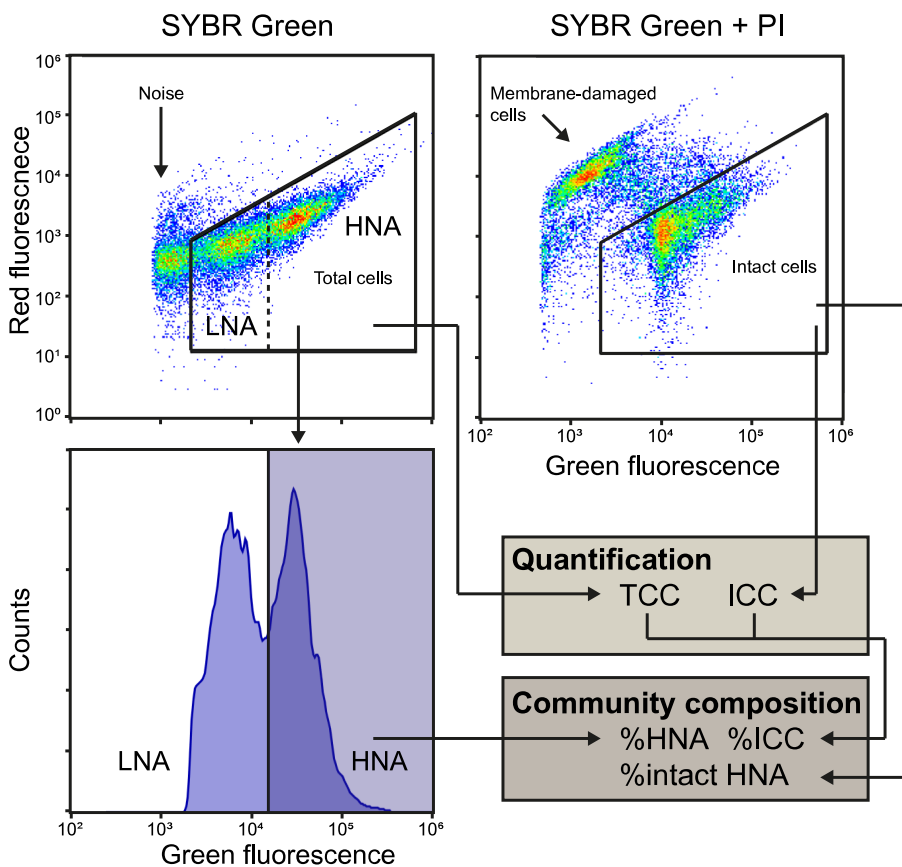 SYBR Green
SYBR Green + PI
10⁶
10⁵
10⁴
10³
10²
10¹
10⁰
Red fluorescnece
Noise
HNA
Total cells
LNA
Membrane-damaged
cells
Intact cells
10² 10³ 10⁴ 10⁵ 10⁶
Green fluorescence
Counts
LNA
HNA
10² 10³ 10⁴ 10⁵ 10⁶
Green fluorescence
Quantification
TCC ICC
Community composition
%HNA %ICC
%intact HNA